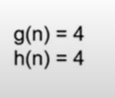 g(n) = 4
h(n) = 4